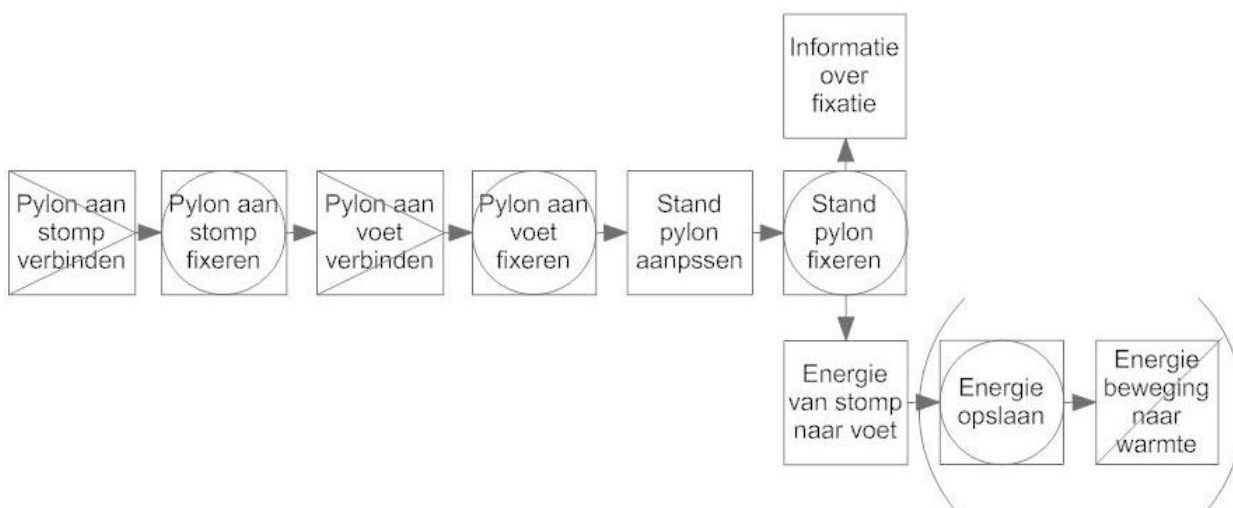 Informatie
over
fixatie
Pylon aan
stomp
verbinden
Pylon aan
stomp
fixeren
Pylon aan
voet
verbinden
Pylon aan
voet
fixeren
Stand
pylon
aanpssen
Stand
pylon
fixeren
Energie
van stomp
naar voet
Energie
opslaan
Energie
beweging
naar
warmte